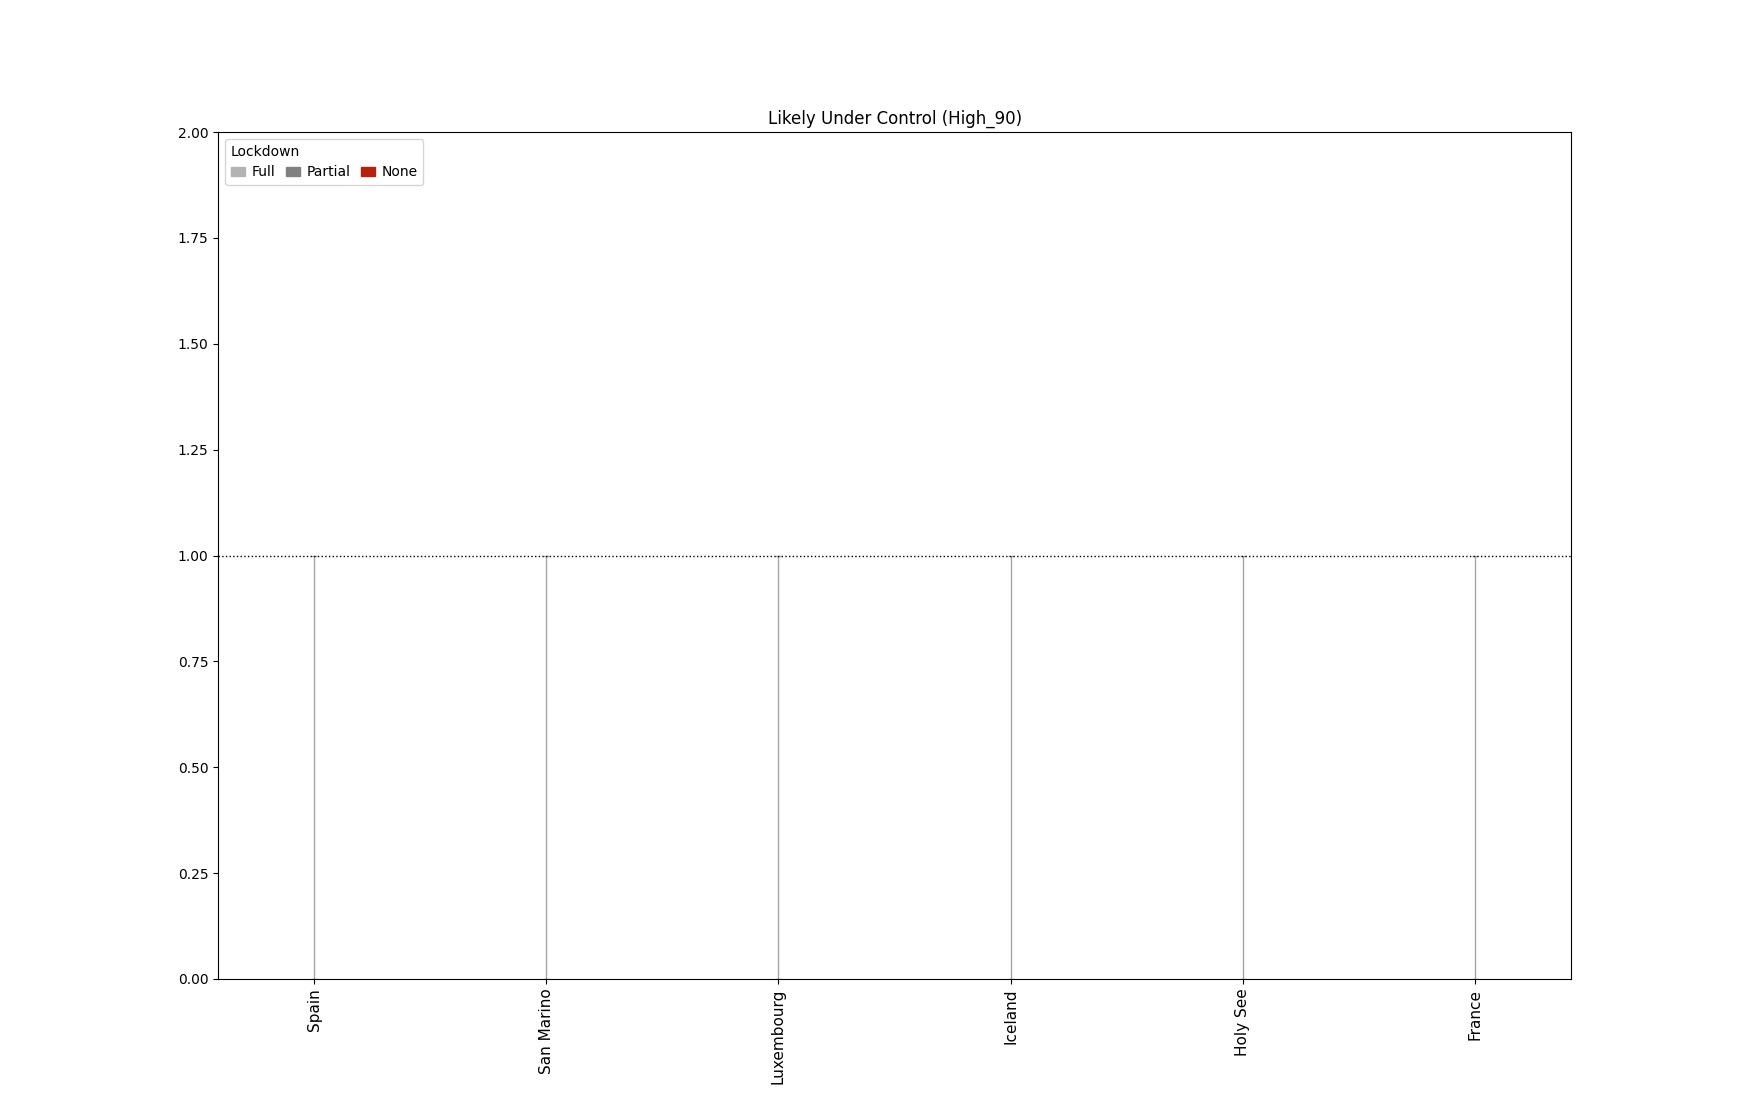 Likely Under Control (High_90)
Lockdown
Full Partial None
2.00
1.75
1.50
1.25
1.00
0.75
0.50
0.25
0.00
Spain
San Marino
Luxembourg
Iceland
Holy See
France